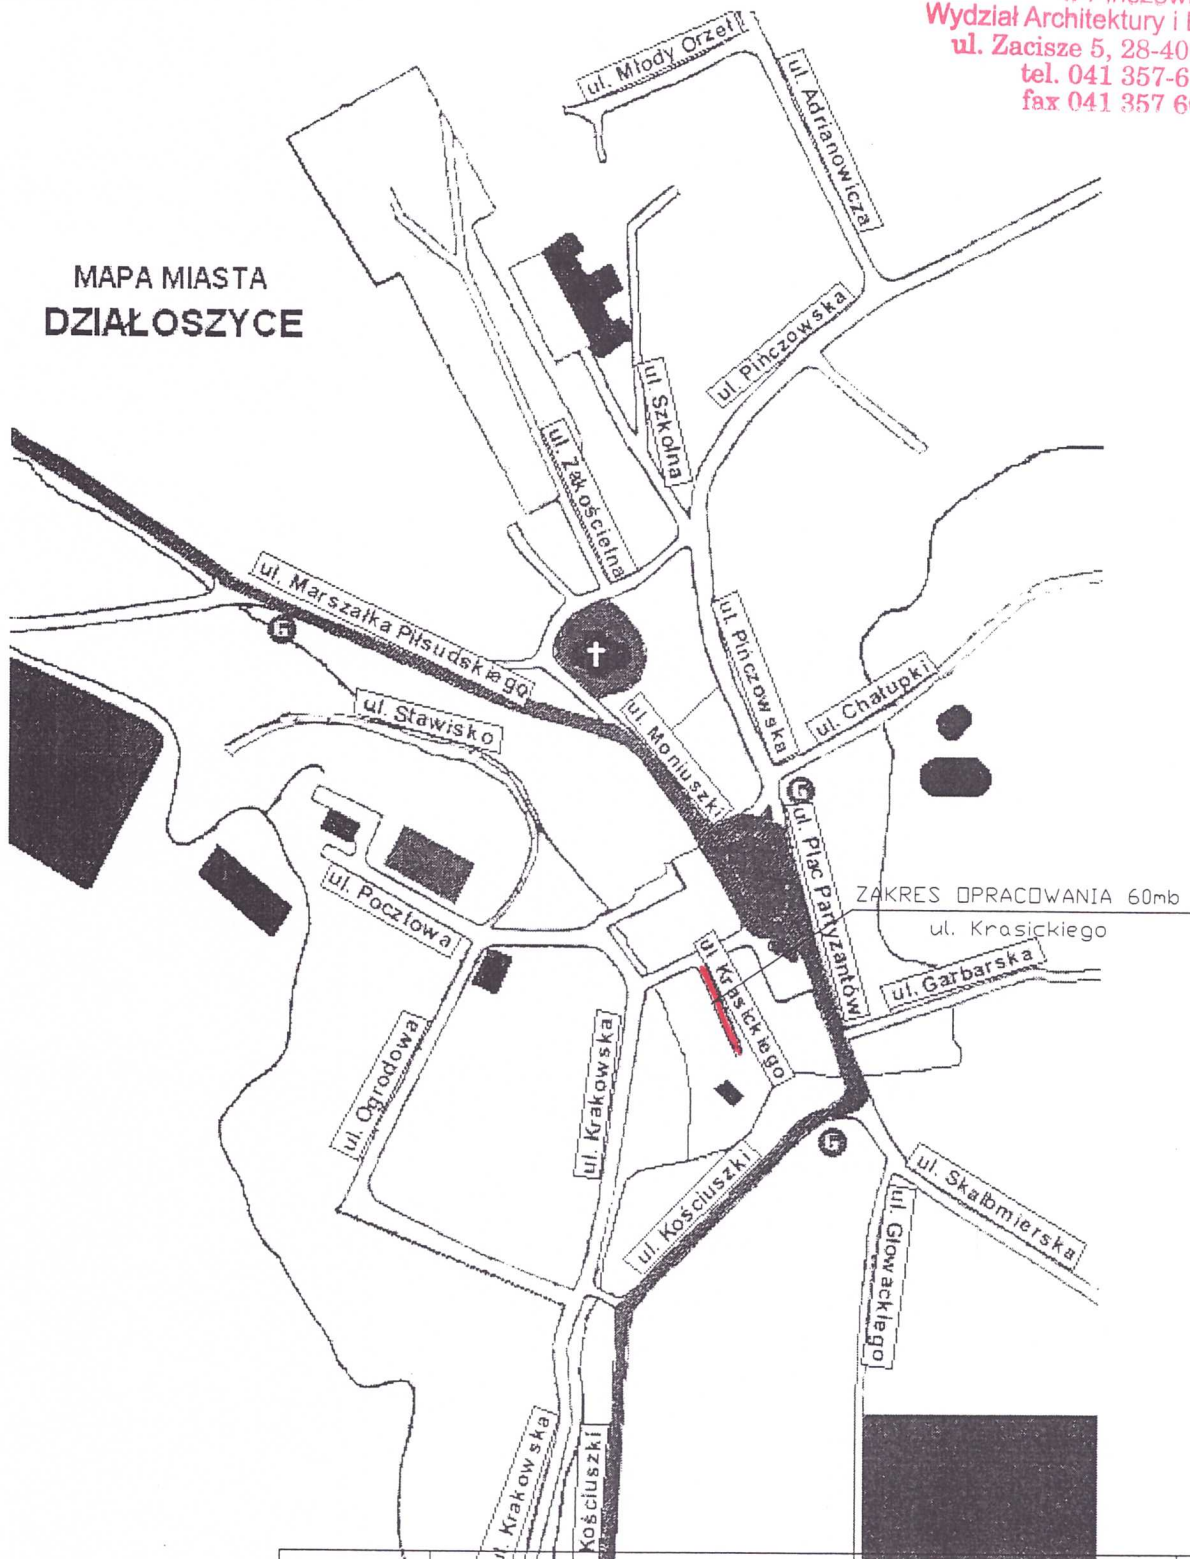 Wydział Architektury i
ul. Zacisze 5, 28-40
tel. 041 357-6
fax 041 357 6
MAPA MIASTA
DZIAŁOSZYCE
ul. Młody Orzeł
ul. Adrianowicza
ul. Pińczowska
ul. Szkolna
ul. Zakościelna
ul. Marszałka Piłsudskiego
ul. Pińczowska
ul. Stawisko
ul. Moniuszki
ul. Chałupki
ul. Plac Partyzantów
ul. Pocztowa
ZAKRES OPRACOWANIA 60mb
ul. Krasickiego
ul. Krasickiego
ul. Garbarska
ul. Ogrodowa
ul. Krakowska
ul. Kościuszki
ul. Skalbmierska
ul. Głowackiego
ul. Krakowska
Kościuszki